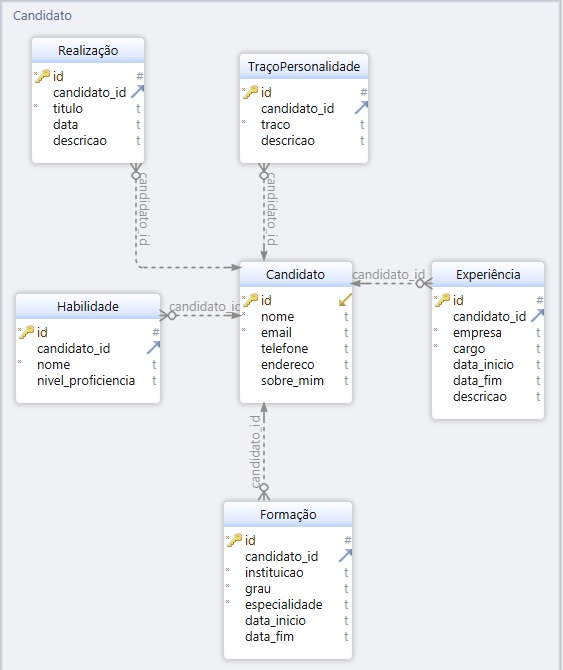 Candidato
Realização
id #
candidato_id
* titulo t
data t
descricao t
TraçoPersonalidade
id #
candidato_id
* traco t
descricao t
candidato_id
candidato_id
Candidato
id
* nome t
* email t
telefone t
endereco t
sobre_mim t
candidato_id
Experiência
id #
candidato_id
* empresa t
* cargo t
data_inicio t
data_fim t
descricao t
Habilidade
id #
candidato_id
* nome t
nivel_proficiencia t
candidato_id
candidato_id
Formação
id #
candidato_id
* instituicao t
* grau t
* especialidade t
data_inicio t
data_fim t